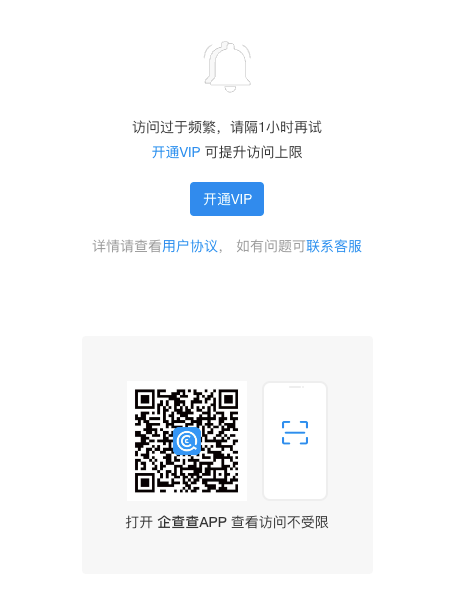 访问过于频繁，请隔1小时再试
开通VIP 可提升访问上限
开通VIP
详情请查看用户协议， 如有问题可联系客服
打开 企查查APP 查看访问不受限